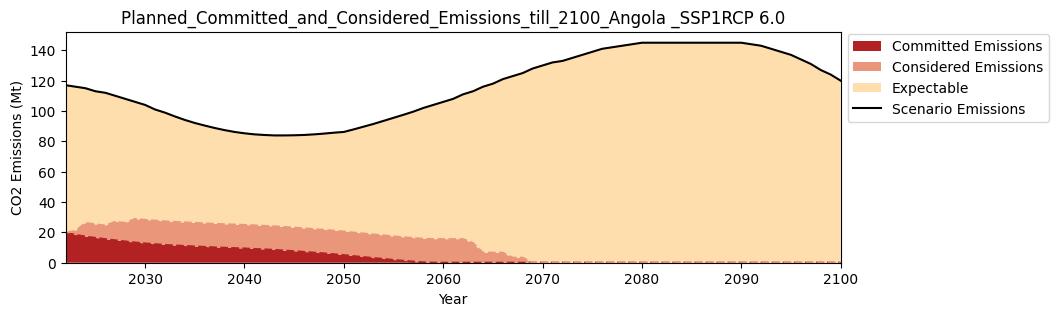 Planned_Committed_and_Considered_Emissions_till_2100_Angola _SSP1RCP 6.0
CO2 Emissions (Mt)
140
120
100
80
60
40
20
0
2030 2040 2050 2060 2070 2080 2090 2100
Year
Committed Emissions
Considered Emissions
Expectable
Scenario Emissions